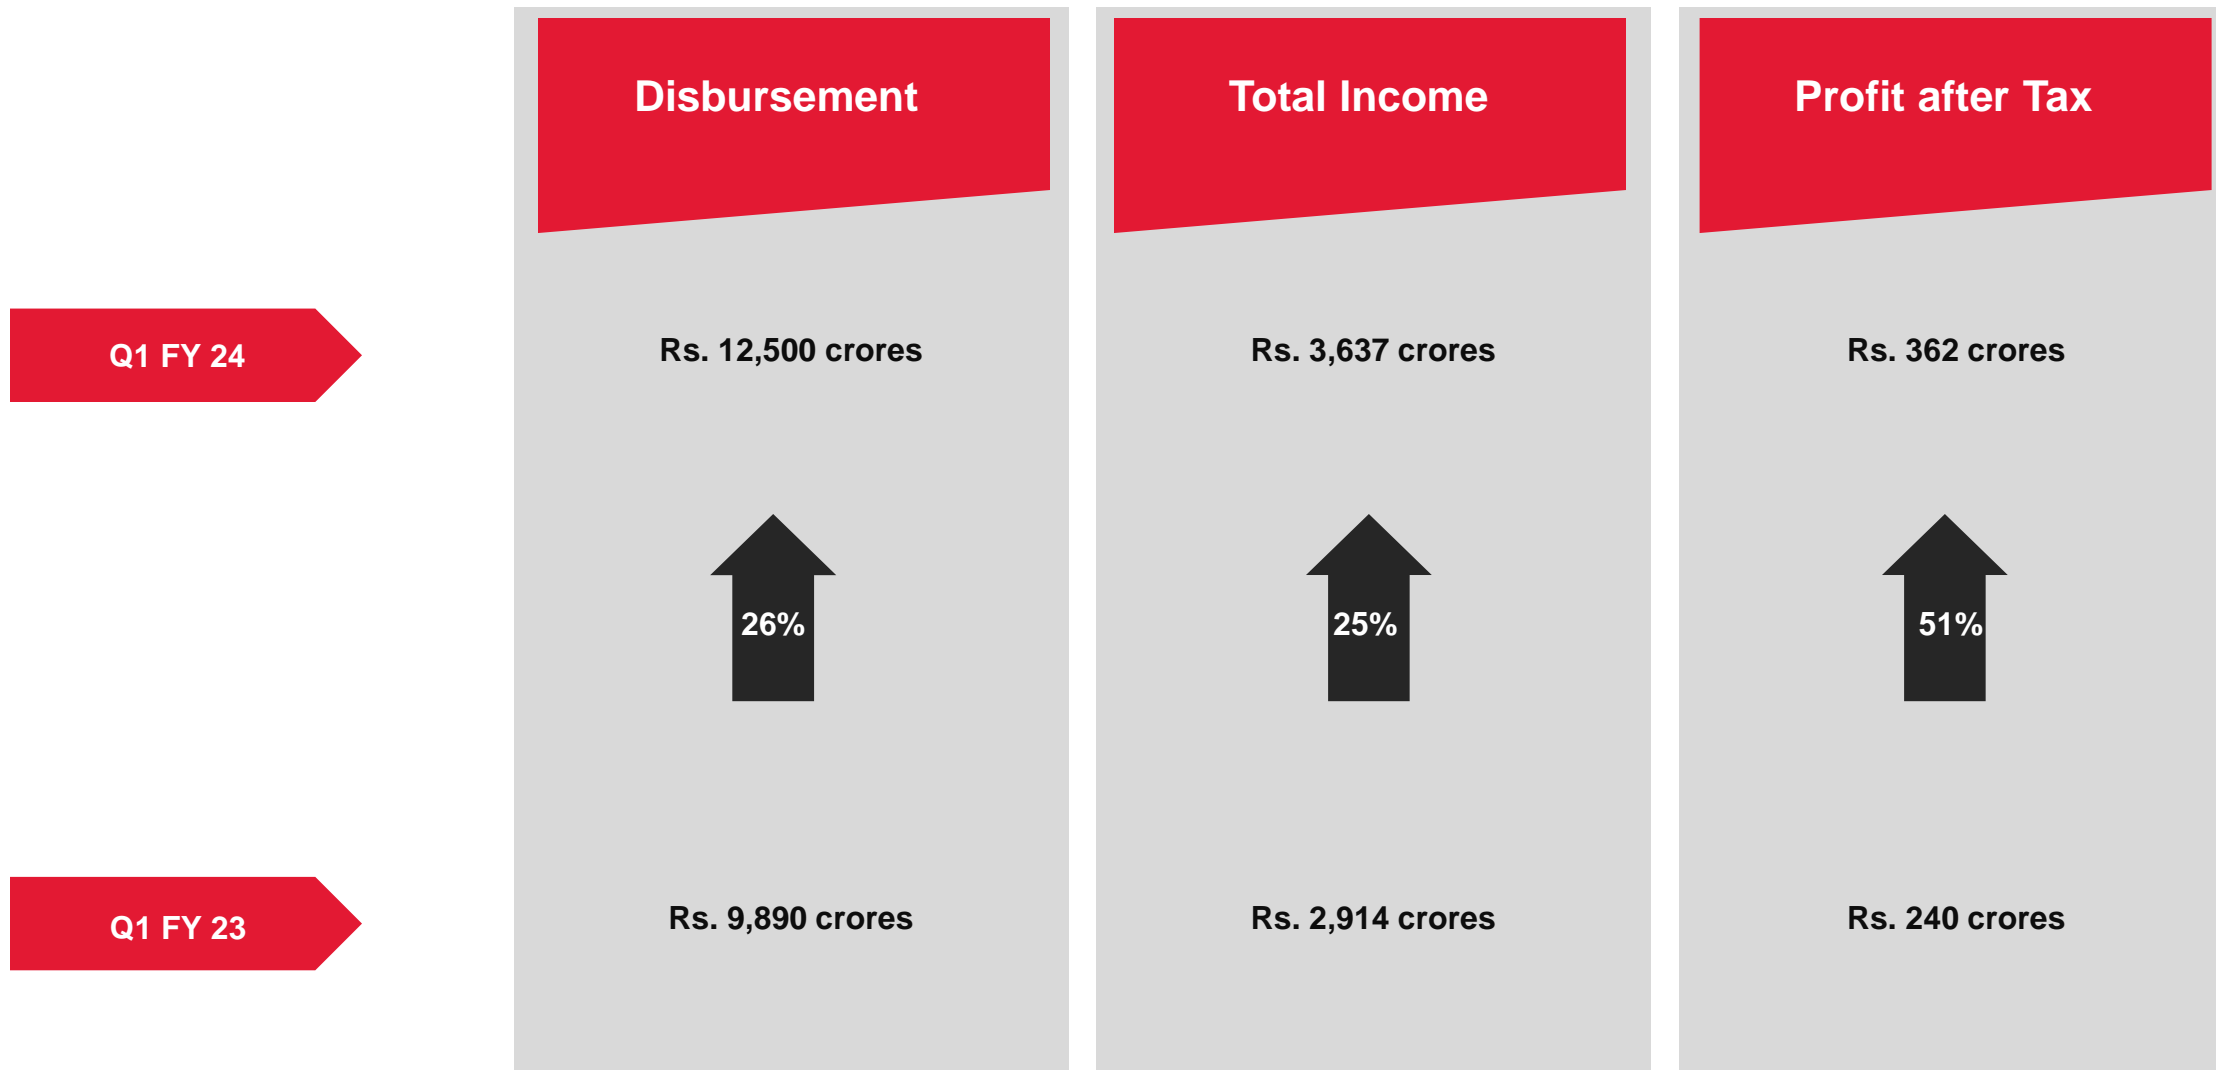 Disbursement
Total Income
Profit after Tax
Q1 FY 24
Rs. 12,500 crores
Rs. 3,637 crores
Rs. 362 crores
26%
25%
51%
Q1 FY 23
Rs. 9,890 crores
Rs. 2,914 crores
Rs. 240 crores